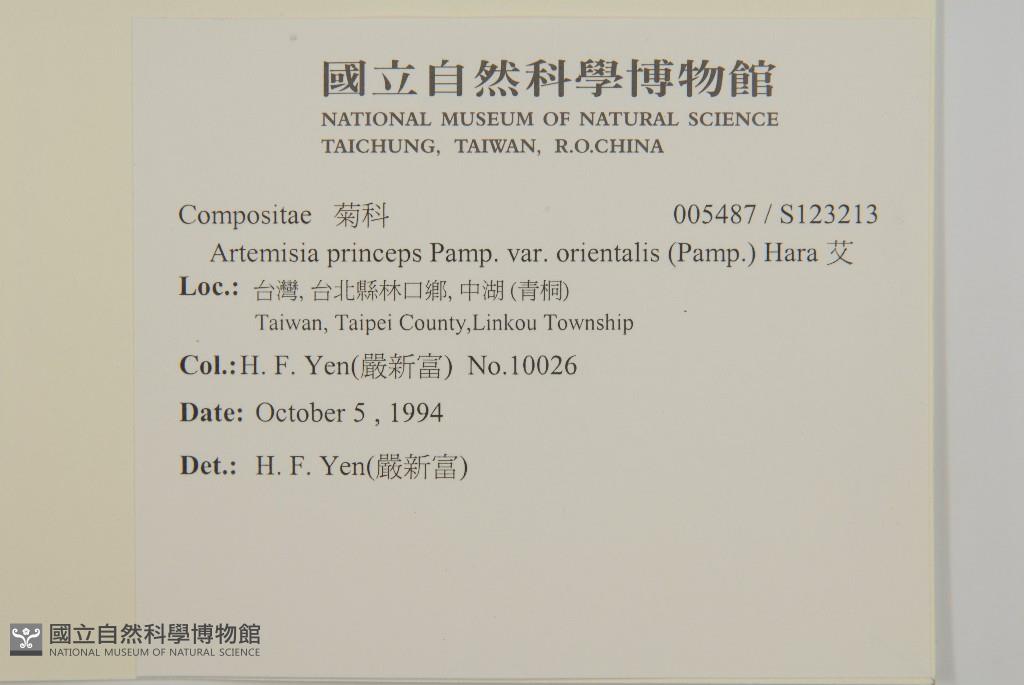 國立自然科學博物館
NATIONAL MUSEUM OF NATURAL SCIENCE
TAICHUNG, TAIWAN, R.O.CHINA
Compositae 菊科 005487 / S123213
Artemisia princeps Pamp. var. orientalis (Pamp.) Hara 艾
Loc.: 台灣, 台北縣林口鄉, 中湖 (青桐)
Taiwan, Taipei County,Linkou Township
Col.: H. F. Yen(嚴新富) No.10026
Date: October 5 , 1994
Det.: H. F. Yen(嚴新富)
國立自然科學博物館
NATIONAL MUSEUM OF NATURAL SCIENCE